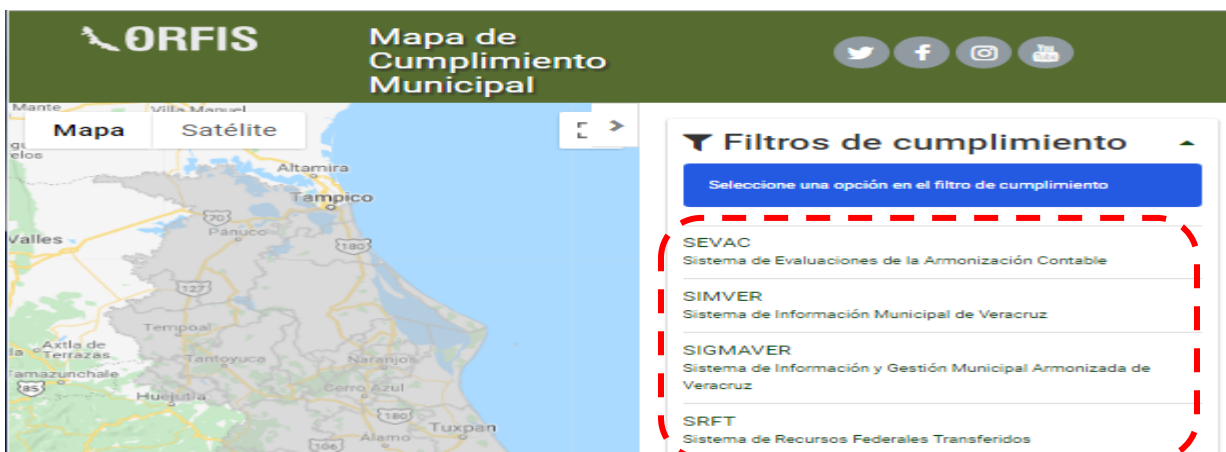 ORFIS
Mapa de
Cumplimiento
Municipal
Mante
Villa Manuel
Mapa
Satélite
Altamira
Tampico
70
Pánuco
180
Valles
127
Tempoal
Axtla de
Terrazas
Tantoyuca
Naranjos
Tamazunchale
85
Huejutla
Cerro Azul
180
Tuxpan
Álamo
106
Filtros de cumplimiento
Seleccione una opción en el filtro de cumplimiento
SEVAC
Sistema de Evaluaciones de la Armonización Contable
SIMVER
Sistema de Información Municipal de Veracruz
SIGMAVER
Sistema de Información y Gestión Municipal Armonizada de
Veracruz
SRFT
Sistema de Recursos Federales Transferidos